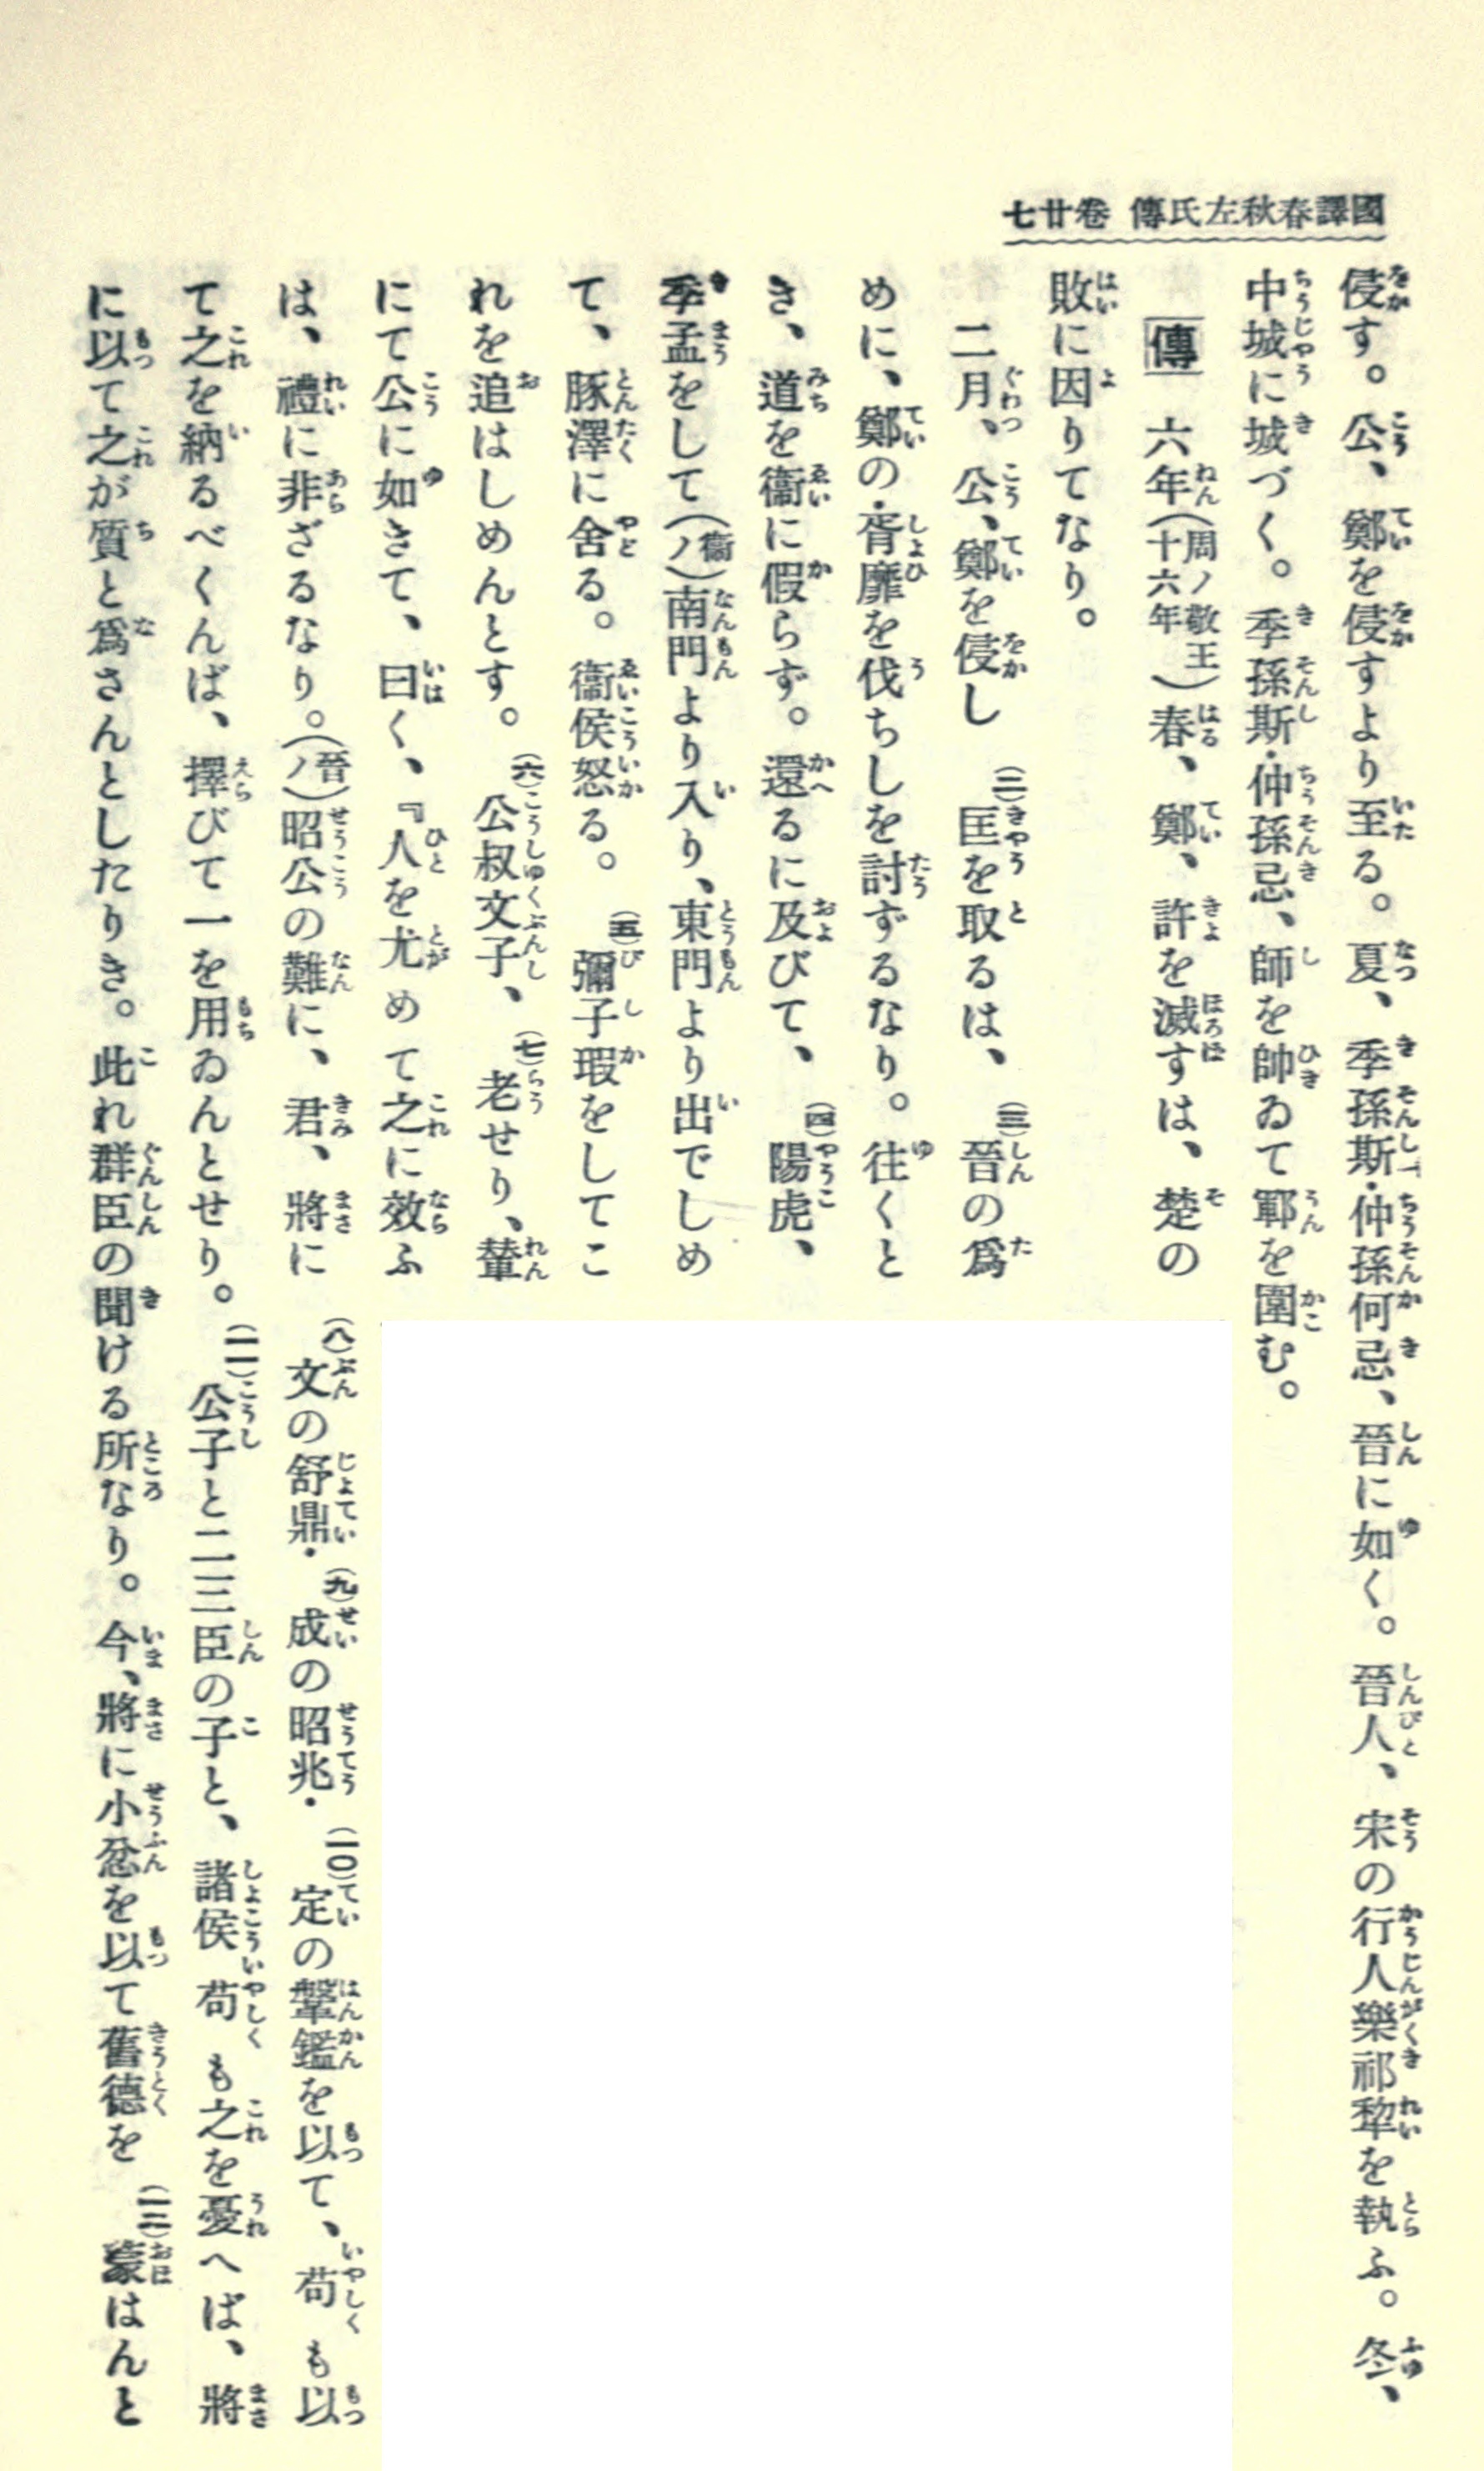 國譯春秋左氏傳 卷廿七
侵す。公、鄭を侵すより至る。夏、季孫斯・仲孫何忌、晉に如く。晉人、宋の行人樂祁犂を執ふ。冬、
中城に城づく。季孫斯・仲孫忌、師を帥ゐて鄆を圍む。
傳 六年(周ノ敬王十六年)春、鄭、許を滅すは、楚の
敗に因りてなり。
二月、公、鄭を侵し(二)匡を取るは、(三)晉の爲
めに、鄭の・胥靡を伐ちしを討ずるなり。往くと
き、道を衞に假らず。還るに及びて、(四)陽虎、
季孟をして(衞ノ)南門より入り、東門より出でしめ
て、豚澤に舍る。衞侯怒る。(五)彌子瑕をしてこ
れを追はしめんとす。(六)公叔文子、(七)老せり、輦
にて公に如きて、曰く、『人を尤めて之に效ふ
は、禮に非ざるなり。(晉ノ)昭公の難に、君、將に(八)文の舒鼎・(九)成の昭兆・(一〇)定の鞶鑑を以て、苟も以
て之を納るべくんば、擇びて一を用ゐんとせり。(一一)公子と二三臣の子と、諸侯苟も之を憂へば、將
に以て之が質と爲さんとしたりき。此れ群臣の聞ける所なり。今、將に小忿を以て舊德を(一二)蒙はんと